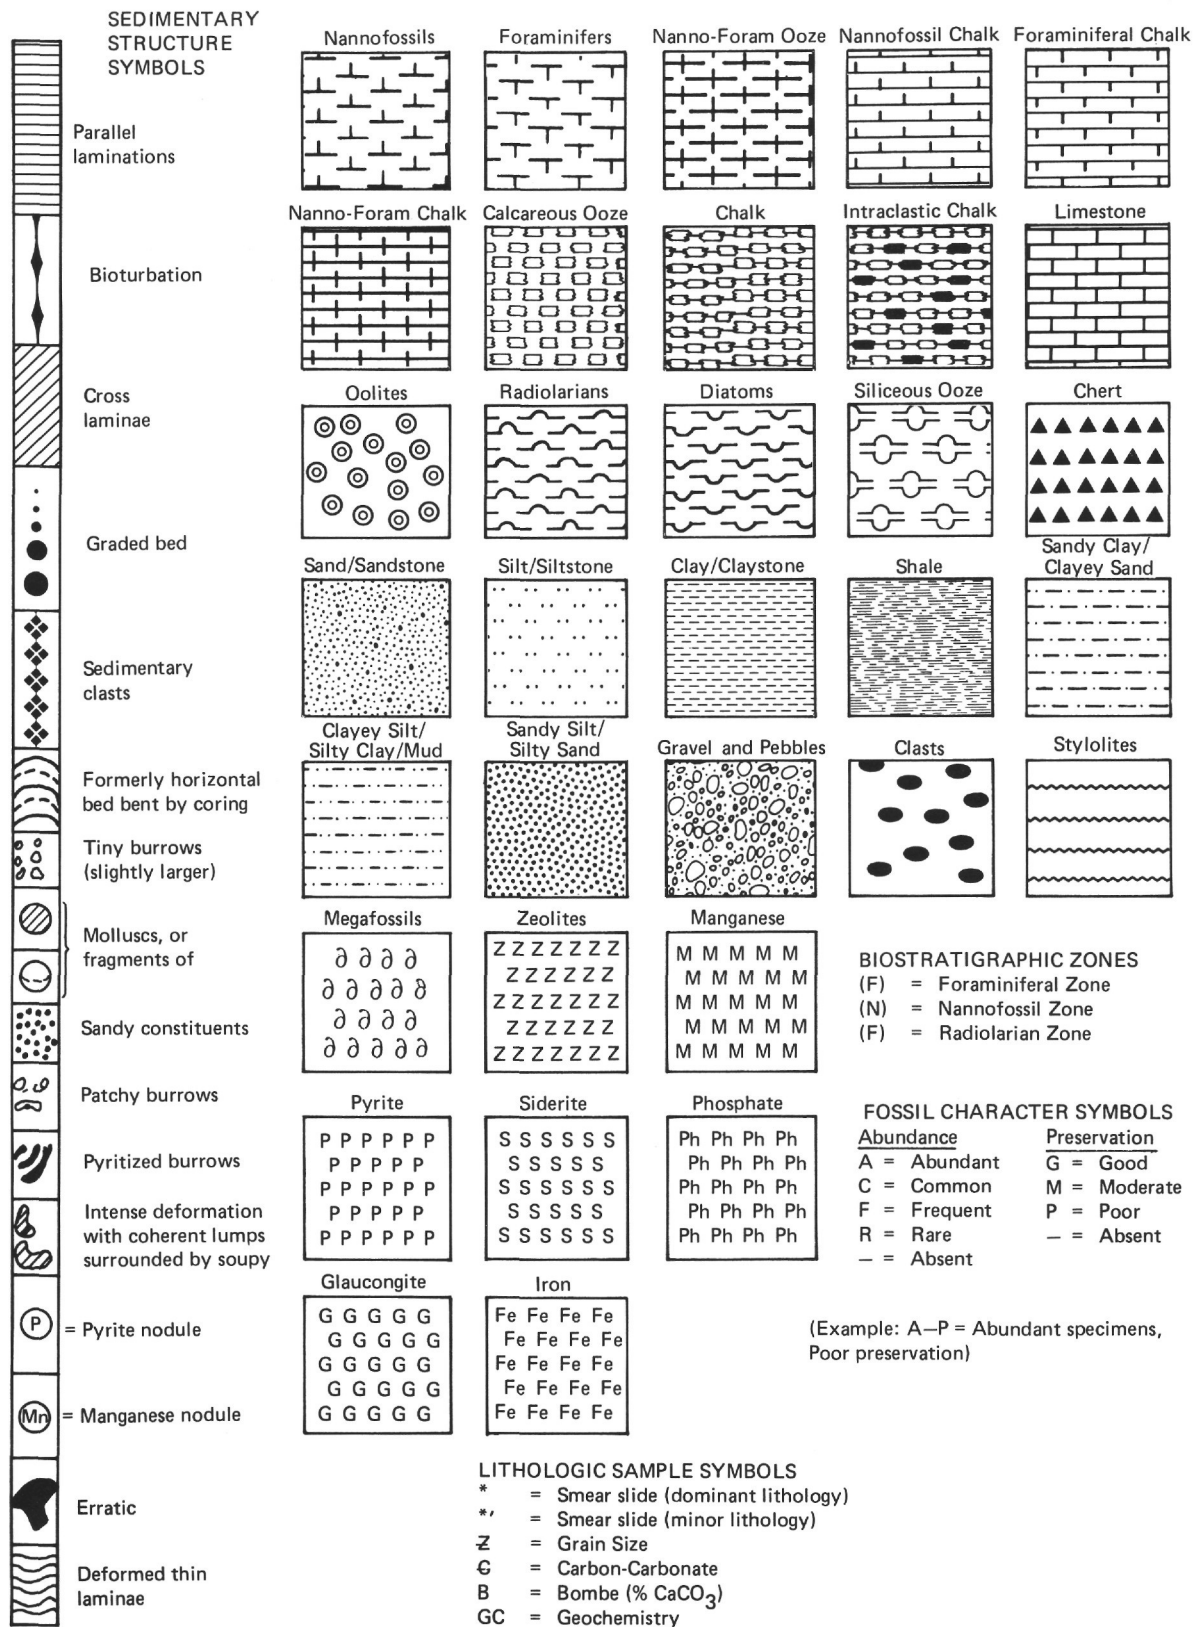 SEDIMENTARY
STRUCTURE
SYMBOLS
Parallel
laminations
Bioturbation
Cross
laminae
Graded bed
Sedimentary
clasts
Formerly horizontal
bed bent by coring
Tiny burrows
(slightly larger)
Molluscs, or
fragments of
Sandy constituents
Patchy burrows
Pyritized burrows
Intense deformation
with coherent lumps
surrounded by soupy
P
= Pyrite nodule
Mn
= Manganese nodule
Erratic
Deformed thin
laminae
Nannofossils
Foraminifers
Nanno-Foram Ooze
Nannofossil Chalk
Foraminiferal Chalk
Nanno-Foram Chalk
Calcareous Ooze
Chalk
Intraclastic Chalk
Limestone
Oolites
Radiolarians
Diatoms
Siliceous Ooze
Chert
Sand/Sandstone
Silt/Siltstone
Clay/Claystone
Shale
Sandy Clay/
Clayey Sand
Clayey Silt/
Silty Clay/Mud
Sandy Silt/
Silty Sand
Gravel and Pebbles
Clasts
Stylolites
Megafossils
∂ ∂ ∂ ∂
∂ ∂ ∂ ∂ ∂
∂ ∂ ∂ ∂
∂ ∂ ∂ ∂ ∂
Zeolites
Z Z Z Z Z Z Z
Z Z Z Z Z Z
Z Z Z Z Z Z Z
Z Z Z Z Z Z
Z Z Z Z Z Z Z
Manganese
M M M M M
M M M M M
M M M M M
M M M M M
M M M M M
Pyrite
P P P P P P
P P P P P
P P P P P P
P P P P P
P P P P P P
Siderite
S S S S S S
S S S S S
S S S S S S
S S S S S
S S S S S S
Phosphate
Ph Ph Ph Ph
Ph Ph Ph Ph
Ph Ph Ph Ph
Ph Ph Ph Ph
Ph Ph Ph Ph
Glaucongite
G G G G G
G G G G G
G G G G G
G G G G G
G G G G G
Iron
Fe Fe Fe Fe
Fe Fe Fe Fe
Fe Fe Fe Fe
Fe Fe Fe Fe
Fe Fe Fe Fe
BIOSTRATIGRAPHIC ZONES
(F) = Foraminiferal Zone
(N) = Nannofossil Zone
(F) = Radiolarian Zone
FOSSIL CHARACTER SYMBOLS
Abundance
A = Abundant
C = Common
F = Frequent
R = Rare
— = Absent
Preservation
G = Good
M = Moderate
P = Poor
— = Absent
(Example: A—P = Abundant specimens,
Poor preservation)
LITHOLOGIC SAMPLE SYMBOLS
* = Smear slide (dominant lithology)
*′ = Smear slide (minor lithology)
Ƶ = Grain Size
Є = Carbon-Carbonate
B = Bombe (% CaCO₃)
GC = Geochemistry